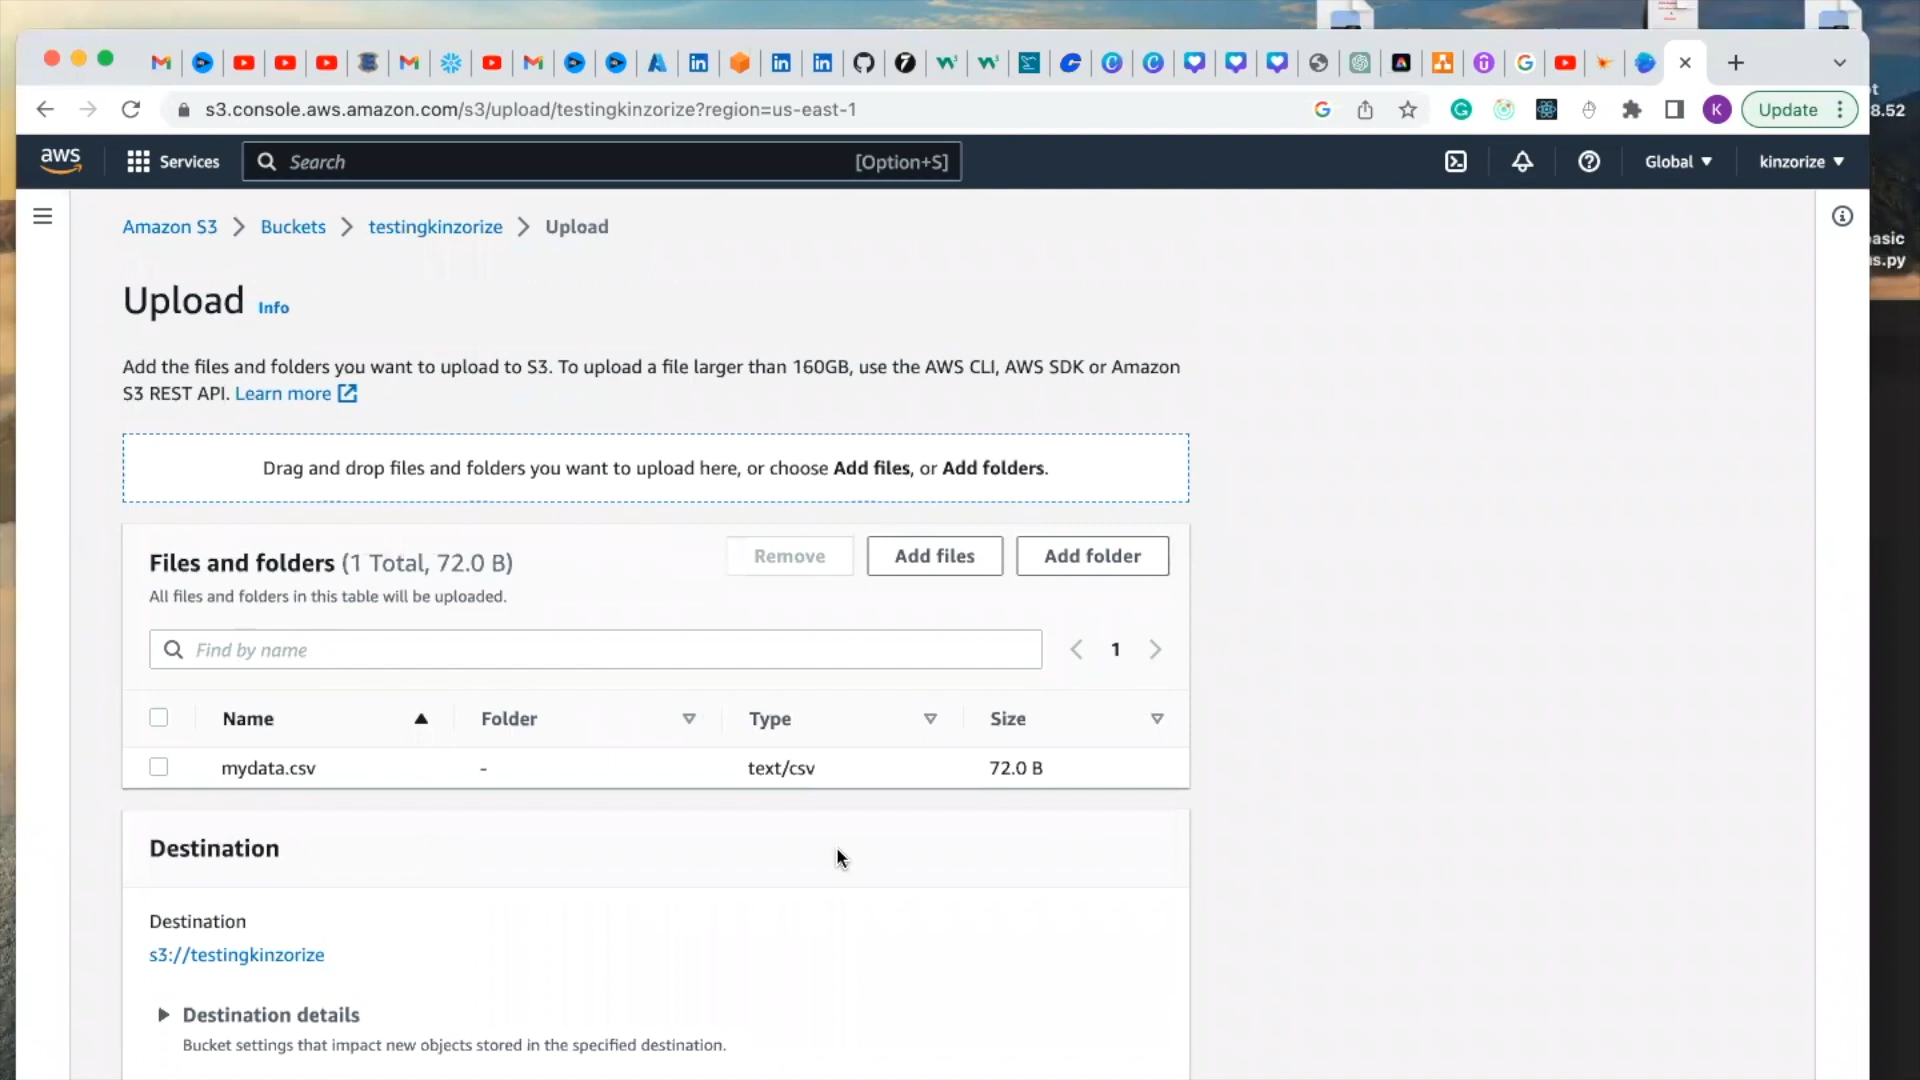 s3.console.aws.amazon.com/s3/upload/testingkinzorize?region=us-east-1
K
Update
8.52
aws
Services
Search
[Option+S]
Global
kinzorize
Amazon S3
Buckets
testingkinzorize
Upload
Upload
Info
Add the files and folders you want to upload to S3. To upload a file larger than 160GB, use the AWS CLI, AWS SDK or Amazon
S3 REST API. Learn more
Drag and drop files and folders you want to upload here, or choose Add files, or Add folders.
Files and folders (1 Total, 72.0 B)
Remove
Add files
Add folder
All files and folders in this table will be uploaded.
Find by name
1
Name
Folder
Type
Size
mydata.csv
-
text/csv
72.0 B
Destination
Destination
s3://testingkinzorize
Destination details
Bucket settings that impact new objects stored in the specified destination.